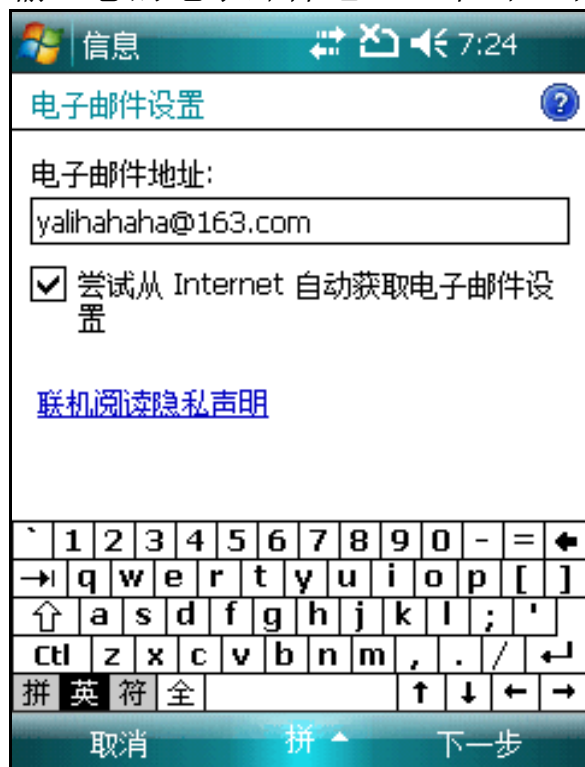 信息 7:24
电子邮件设置
电子邮件地址:
yalihahaha@163.com
尝试从 Internet 自动获取电子邮件设
置
联机阅读隐私声明
` 1 2 3 4 5 6 7 8 9 0 - =
q w e r t y u i o p [ ]
a s d f g h j k l ; '
Ctl z x c v b n m , . /
拼 英 符 全
取消 拼 下一步